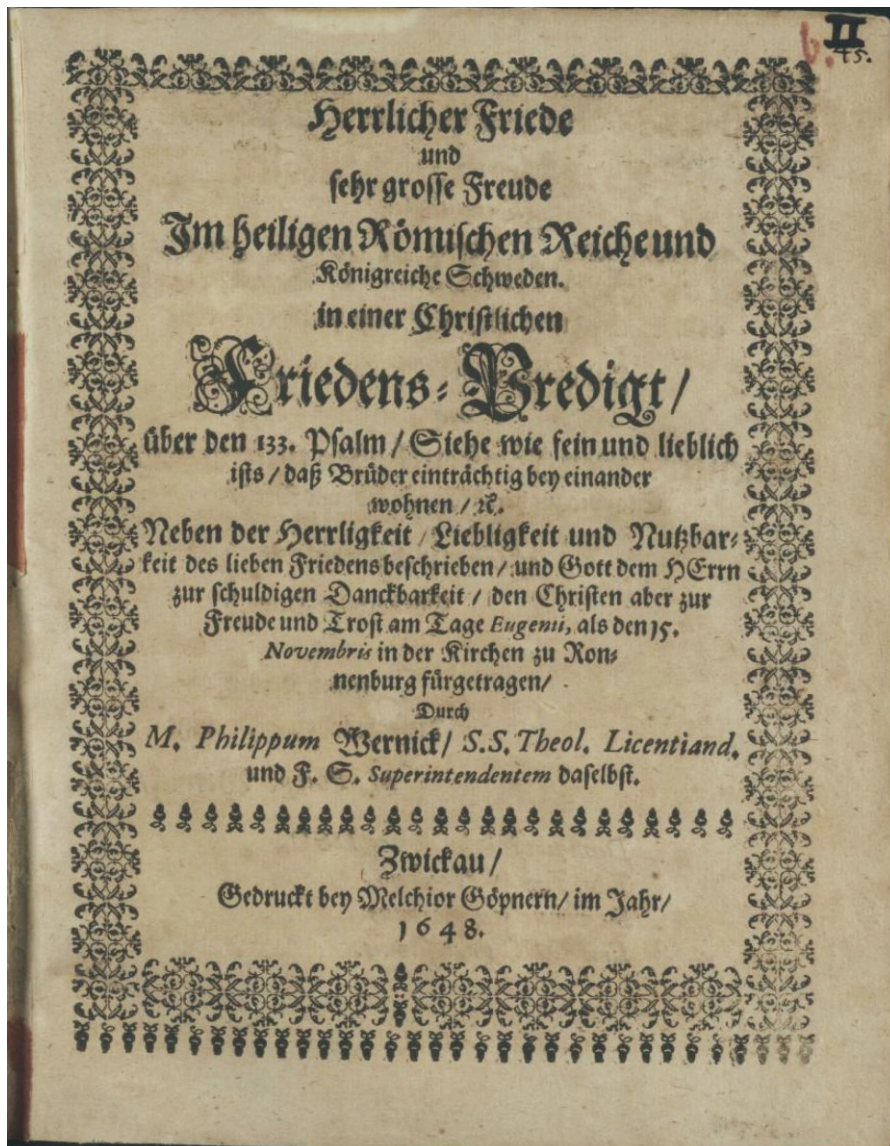 II
6. 45.
Herrlicher Friede
und
sehr grosse Freude
Im heiligen Römischen Reiche und
Königreiche Schweden.
in einer Christlichen
Friedens-Predigt/
über den 133. Psalm/ Siehe wie fein und lieblich
ists/ daß Brüder einträchtig bey einander
wohnen/ ꝛc.
Neben der Herrligkeit/ Liebligkeit und Nutzbar-
keit des lieben Friedens beschrieben/ und Gott dem HErrn
zur schuldigen Danckbarkeit/ den Christen aber zur
Freude und Trost am Tage Eugenii, als den 15.
Novembris in der Kirchen zu Ron-
nenburg fürgetragen/
Durch
M. Philippum Wernick/ S.S. Theol. Licentiand.
und F. S. Superintendentem daselbst.
Zwickau/
Gedruckt bey Melchior Göpnern/ im Jahr/
1648.